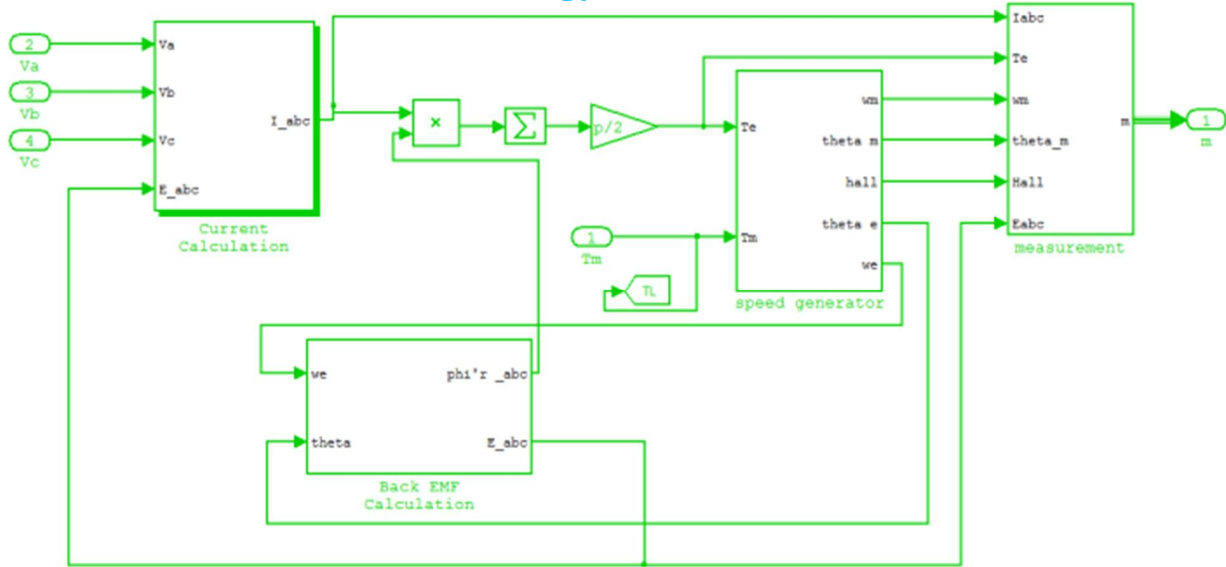 2
Va
3
Vb
4
Vc
Va
Vb
Vc
E_abc
I_abc
Current
Calculation
×
Σ
p/2
1
Tm
TL
Te
Tm
wm
theta m
hall
theta e
we
speed generator
Iabc
Te
wm
theta_m
Hall
Eabc
m
measurement
1
m
we
theta
phi'r _abc
E_abc
Back EMF
Calculation